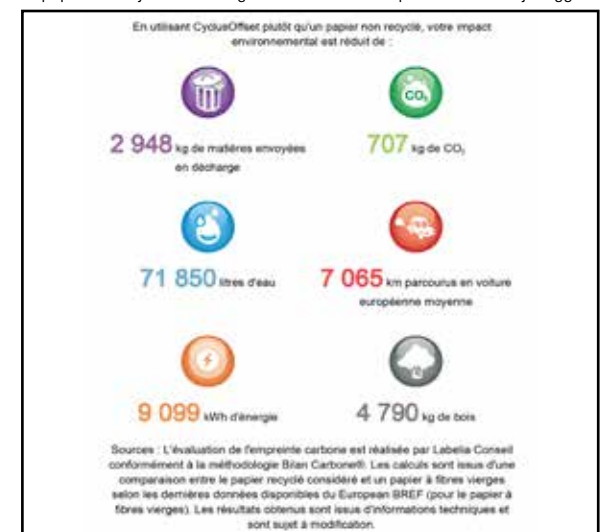 En utilisant CyclusOffset plutôt qu'un papier non recyclé, votre impact
environnemental est réduit de :
CO₂
2 948 kg de matières envoyées
en décharge
707 kg de CO₂
71 850 litres d'eau
7 065 km parcourus en voiture
européenne moyenne
9 099 kWh d'énergie
4 790 kg de bois
Sources : L'évaluation de l'empreinte carbone est réalisée par Labelia Conseil
conformément à la méthodologie Bilan Carbone®. Les calculs sont issus d'une
comparaison entre le papier recyclé considéré et un papier à fibres vierges
selon les dernières données disponibles du European BREF (pour le papier à
fibres vierges). Les résultats obtenus sont issus d'informations techniques et
sont sujet à modification.